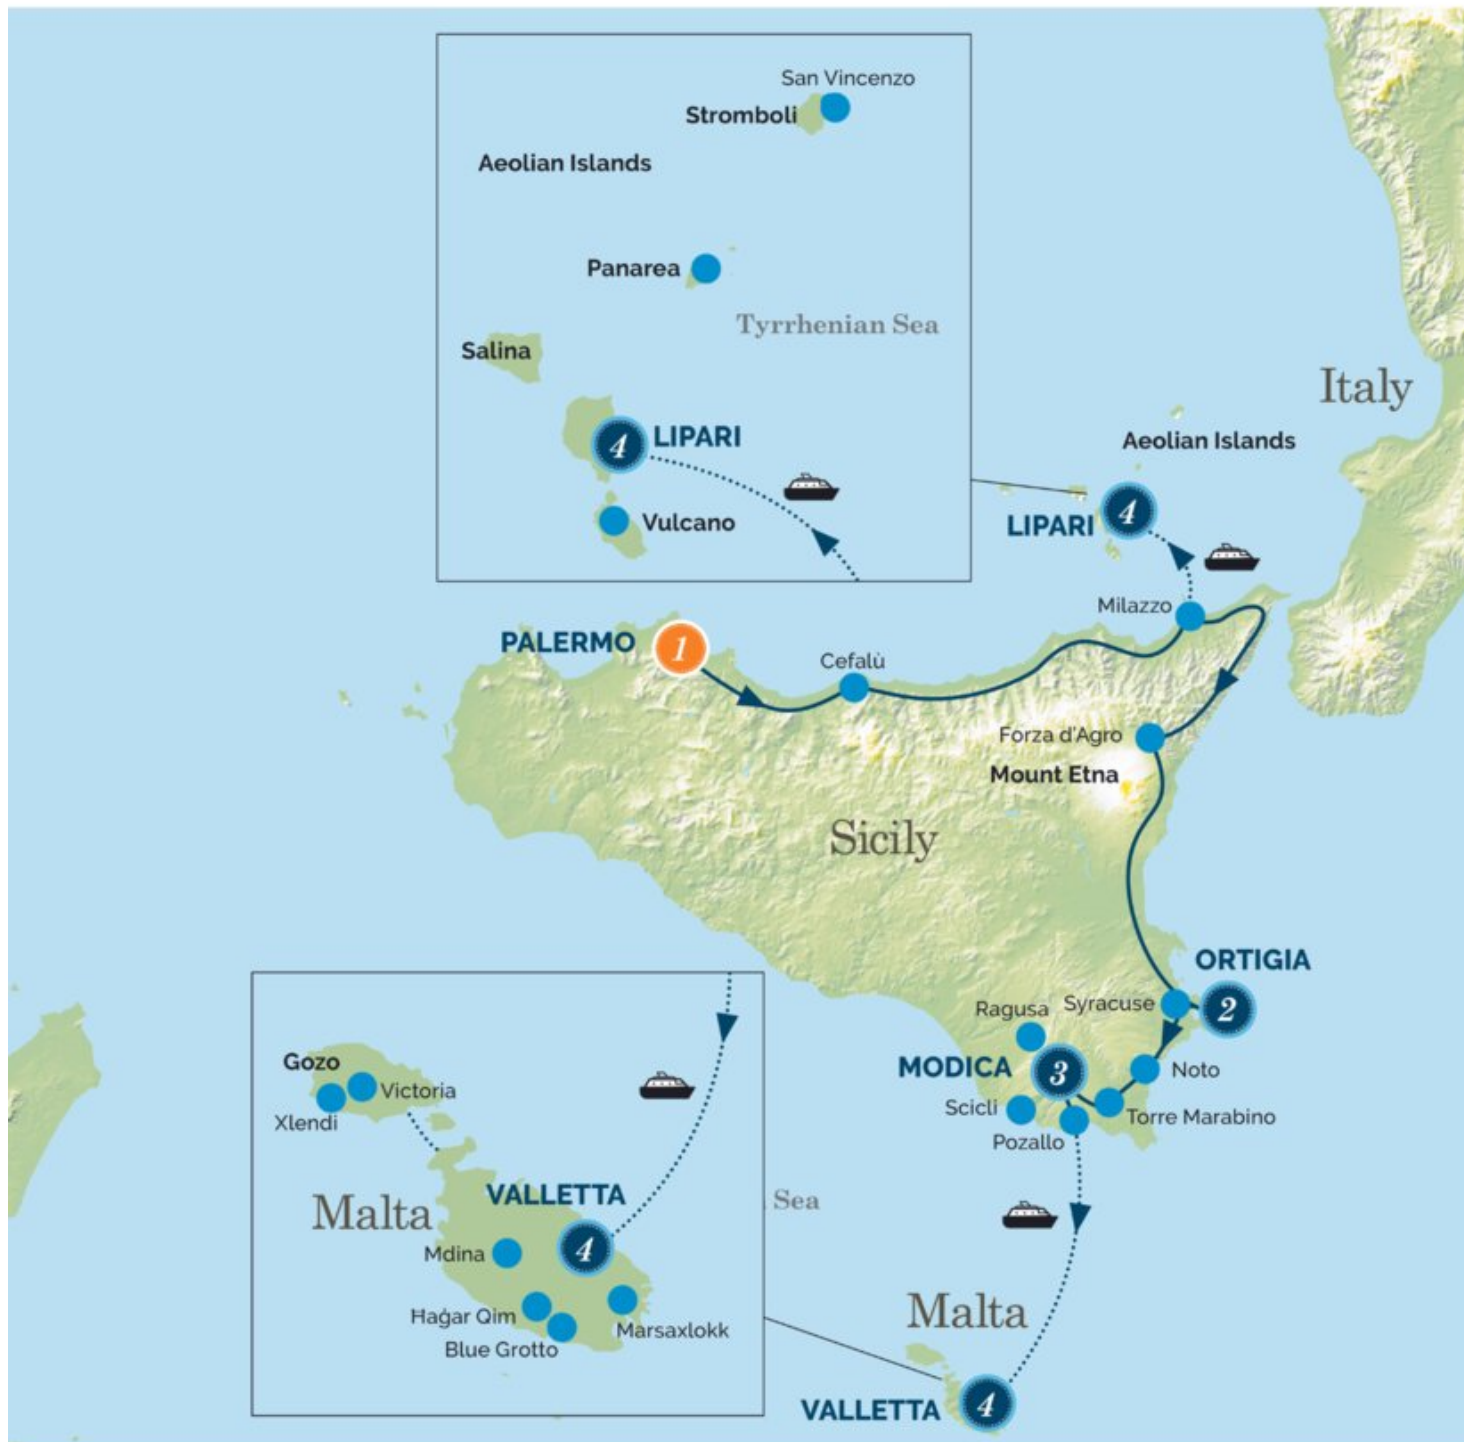 San Vincenzo
Stromboli
Aeolian Islands
Panarea
Tyrrhenian Sea
Salina
4
LIPARI
Vulcano
Italy
Aeolian Islands
4
LIPARI
Milazzo
PALERMO
1
Cefalù
Forza d'Agro
Mount Etna
Sicily
ORTIGIA
2
Syracuse
Ragusa
MODICA
3
Noto
Scicli
Torre Marabino
Pozallo
Gozo
Victoria
Xlendi
VALLETTA
Malta
4
Mdina
Ħaġar Qim
Marsaxlokk
Blue Grotto
Sea
Malta
VALLETTA
4